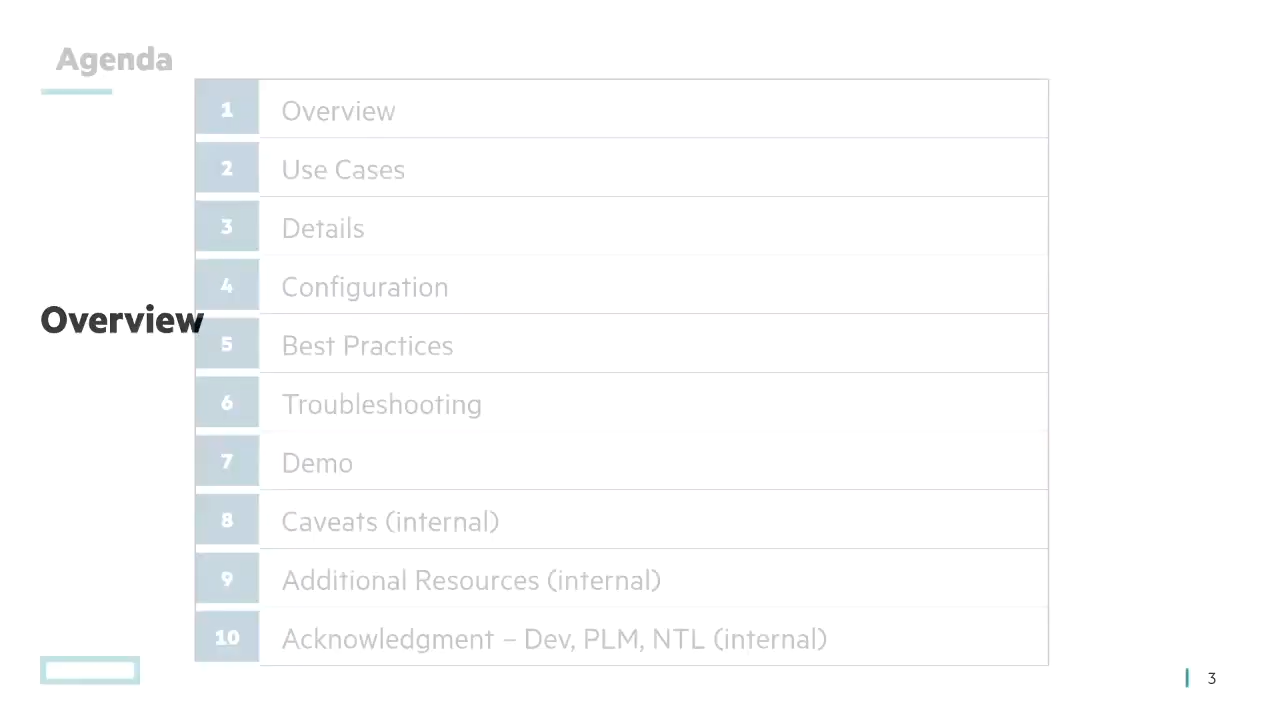 Agenda
1 Overview
2 Use Cases
3 Details
4 Configuration
Overview
5 Best Practices
6 Troubleshooting
7 Demo
8 Caveats (internal)
9 Additional Resources (internal)
10 Acknowledgment – Dev, PLM, NTL (internal)
3